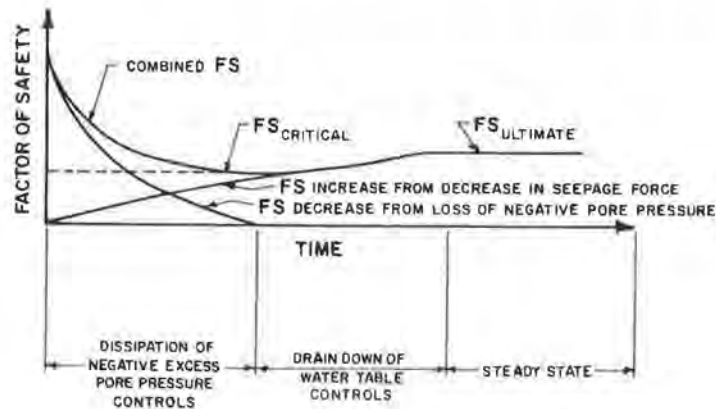 FACTOR OF SAFETY
COMBINED FS
FS CRITICAL
FS ULTIMATE
FS INCREASE FROM DECREASE IN SEEPAGE FORCE
FS DECREASE FROM LOSS OF NEGATIVE PORE PRESSURE
TIME
DISSIPATION OF
NEGATIVE EXCESS
PORE PRESSURE
CONTROLS
DRAIN DOWN OF
WATER TABLE
CONTROLS
STEADY STATE